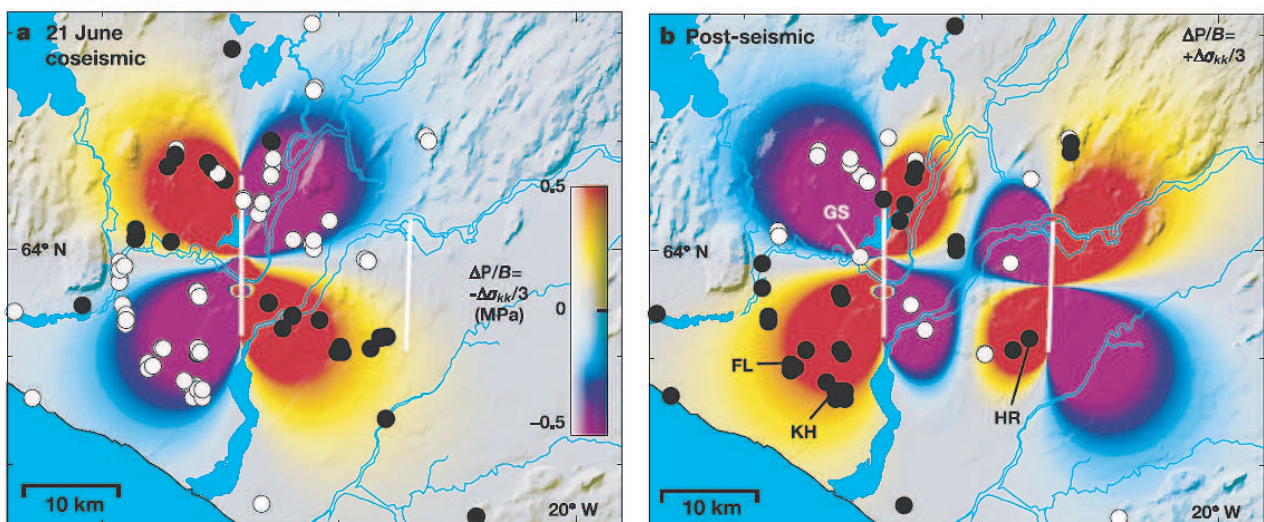 a 21 June
coseismic
64° N
0.5
ΔP/B=
-Δσkk/3
(MPa)
0
-0.5
10 km
20° W
b Post-seismic
ΔP/B=
+Δσkk/3
64° N
GS
FL
KH
HR
10 km
20° W